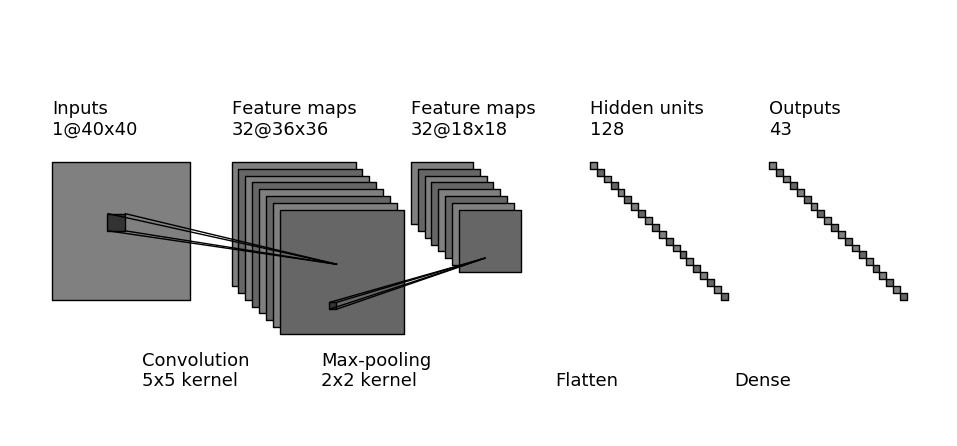 Inputs
1@40x40
Feature maps
32@36x36
Feature maps
32@18x18
Hidden units
128
Outputs
43
Convolution
5x5 kernel
Max-pooling
2x2 kernel
Flatten
Dense